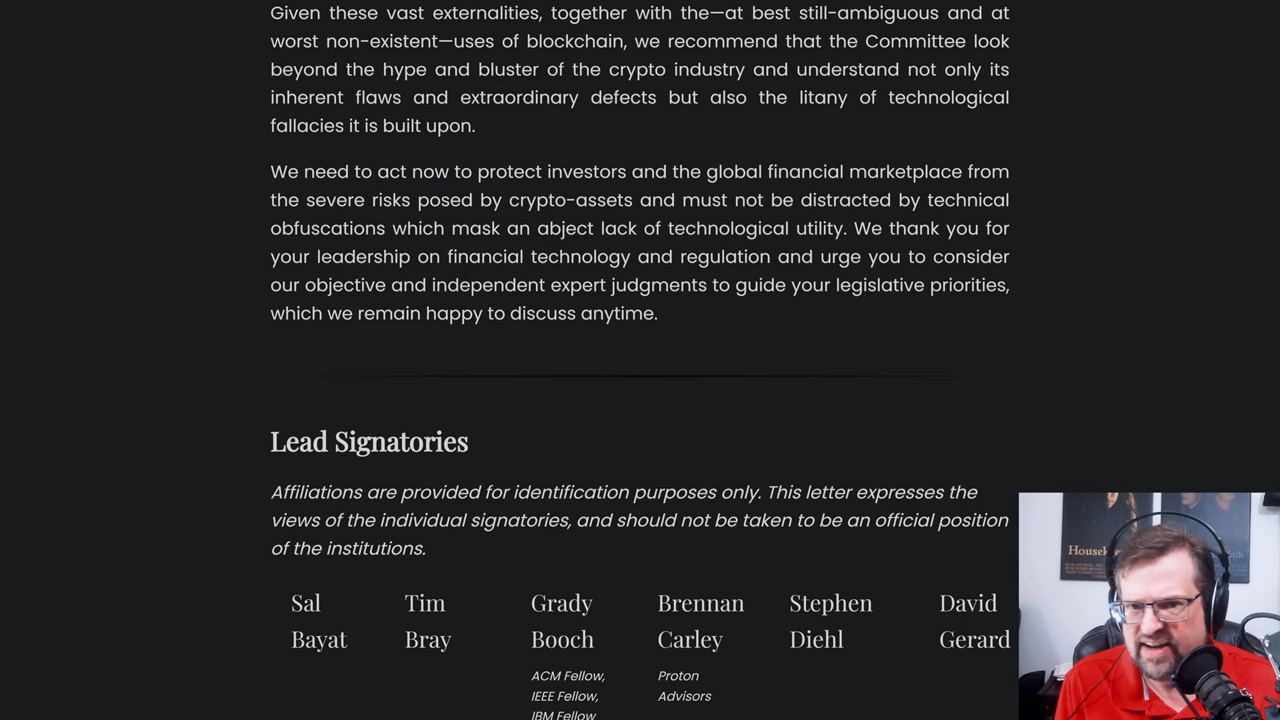 Given these vast externalities, together with the—at best still-ambiguous and at
worst non-existent—uses of blockchain, we recommend that the Committee look
beyond the hype and bluster of the crypto industry and understand not only its
inherent flaws and extraordinary defects but also the litany of technological
fallacies it is built upon.
We need to act now to protect investors and the global financial marketplace from
the severe risks posed by crypto-assets and must not be distracted by technical
obfuscations which mask an abject lack of technological utility. We thank you for
your leadership on financial technology and regulation and urge you to consider
our objective and independent expert judgments to guide your legislative priorities,
which we remain happy to discuss anytime.
Lead Signatories
Affiliations are provided for identification purposes only. This letter expresses the
views of the individual signatories, and should not be taken to be an official position
of the institutions.
Sal Tim Grady Brennan Stephen David
Bayat Bray Booch Carley Diehl Gerard
ACM Fellow, Proton
IEEE Fellow, Advisors
IBM Fellow